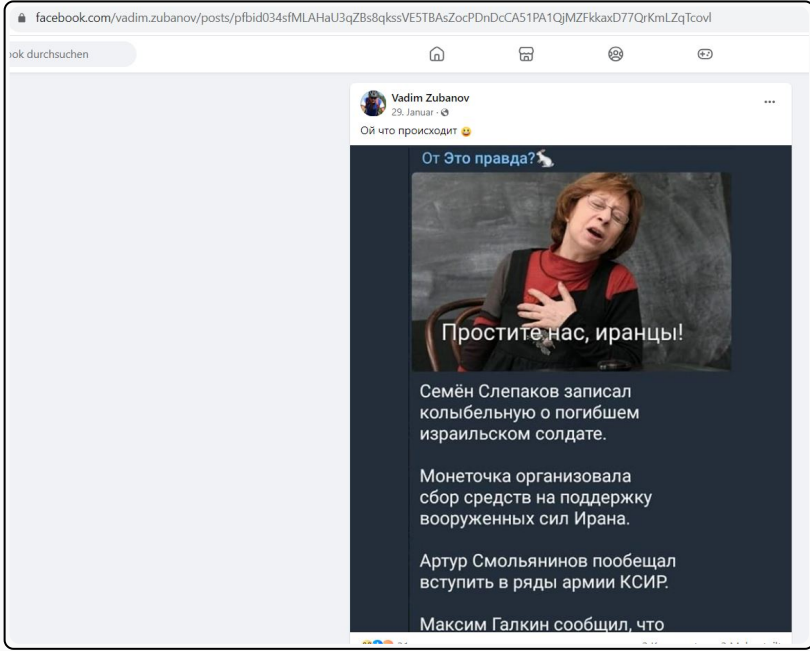 facebook.com/vadim.zubanov/posts/pfbid034sfMLAHaU3qZBs8qkssVE5TBAsZocPDnDcCA51PA1QjMZFkkaxD77QrKmLZqTcovl
ok durchsuchen
Vadim Zubanov
29. Januar ·
Ой что происходит
От Это правда?
Простите нас, иранцы!
Семён Слепаков записал
колыбельную о погибшем
израильском солдате.
Монеточка организовала
сбор средств на поддержку
вооруженных сил Ирана.
Артур Смольянинов пообещал
вступить в ряды армии КСИР.
Максим Галкин сообщил, что